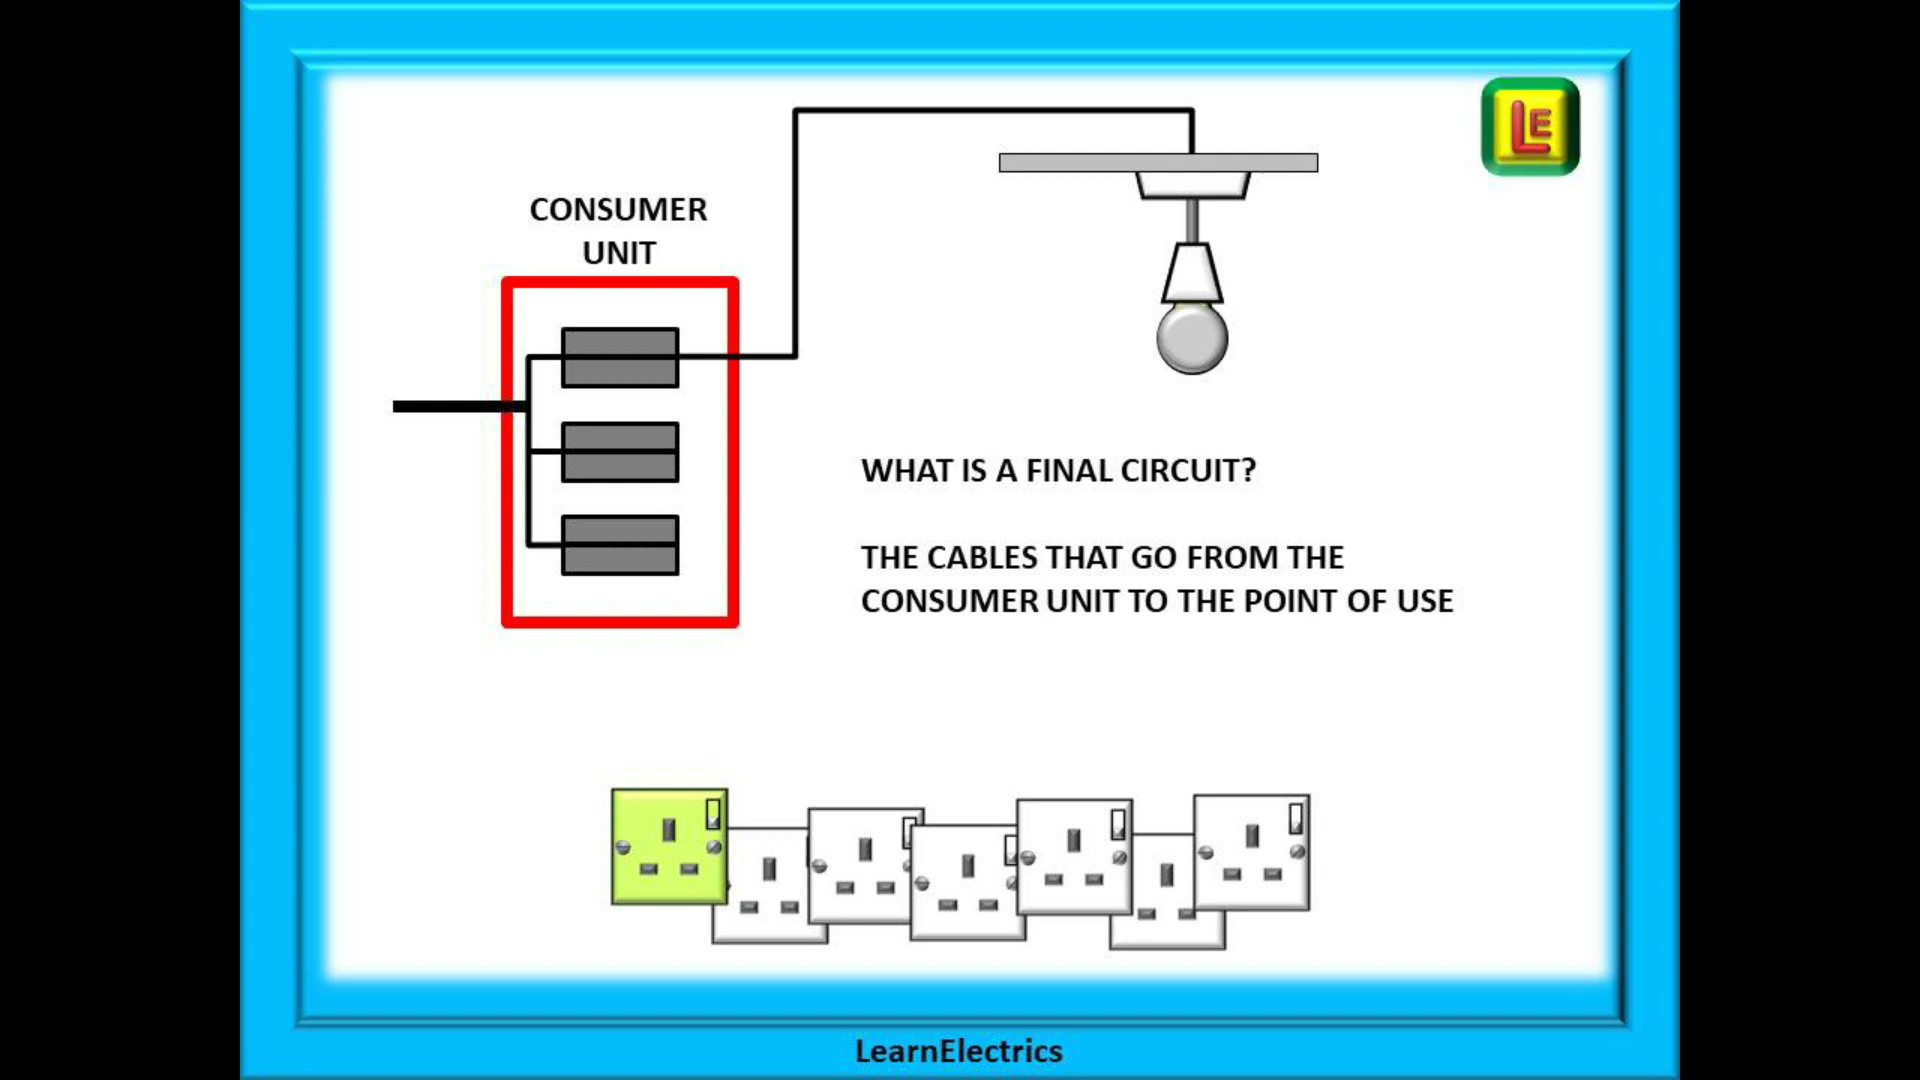 LE
CONSUMER
UNIT
WHAT IS A FINAL CIRCUIT?
THE CABLES THAT GO FROM THE
CONSUMER UNIT TO THE POINT OF USE
LearnElectrics